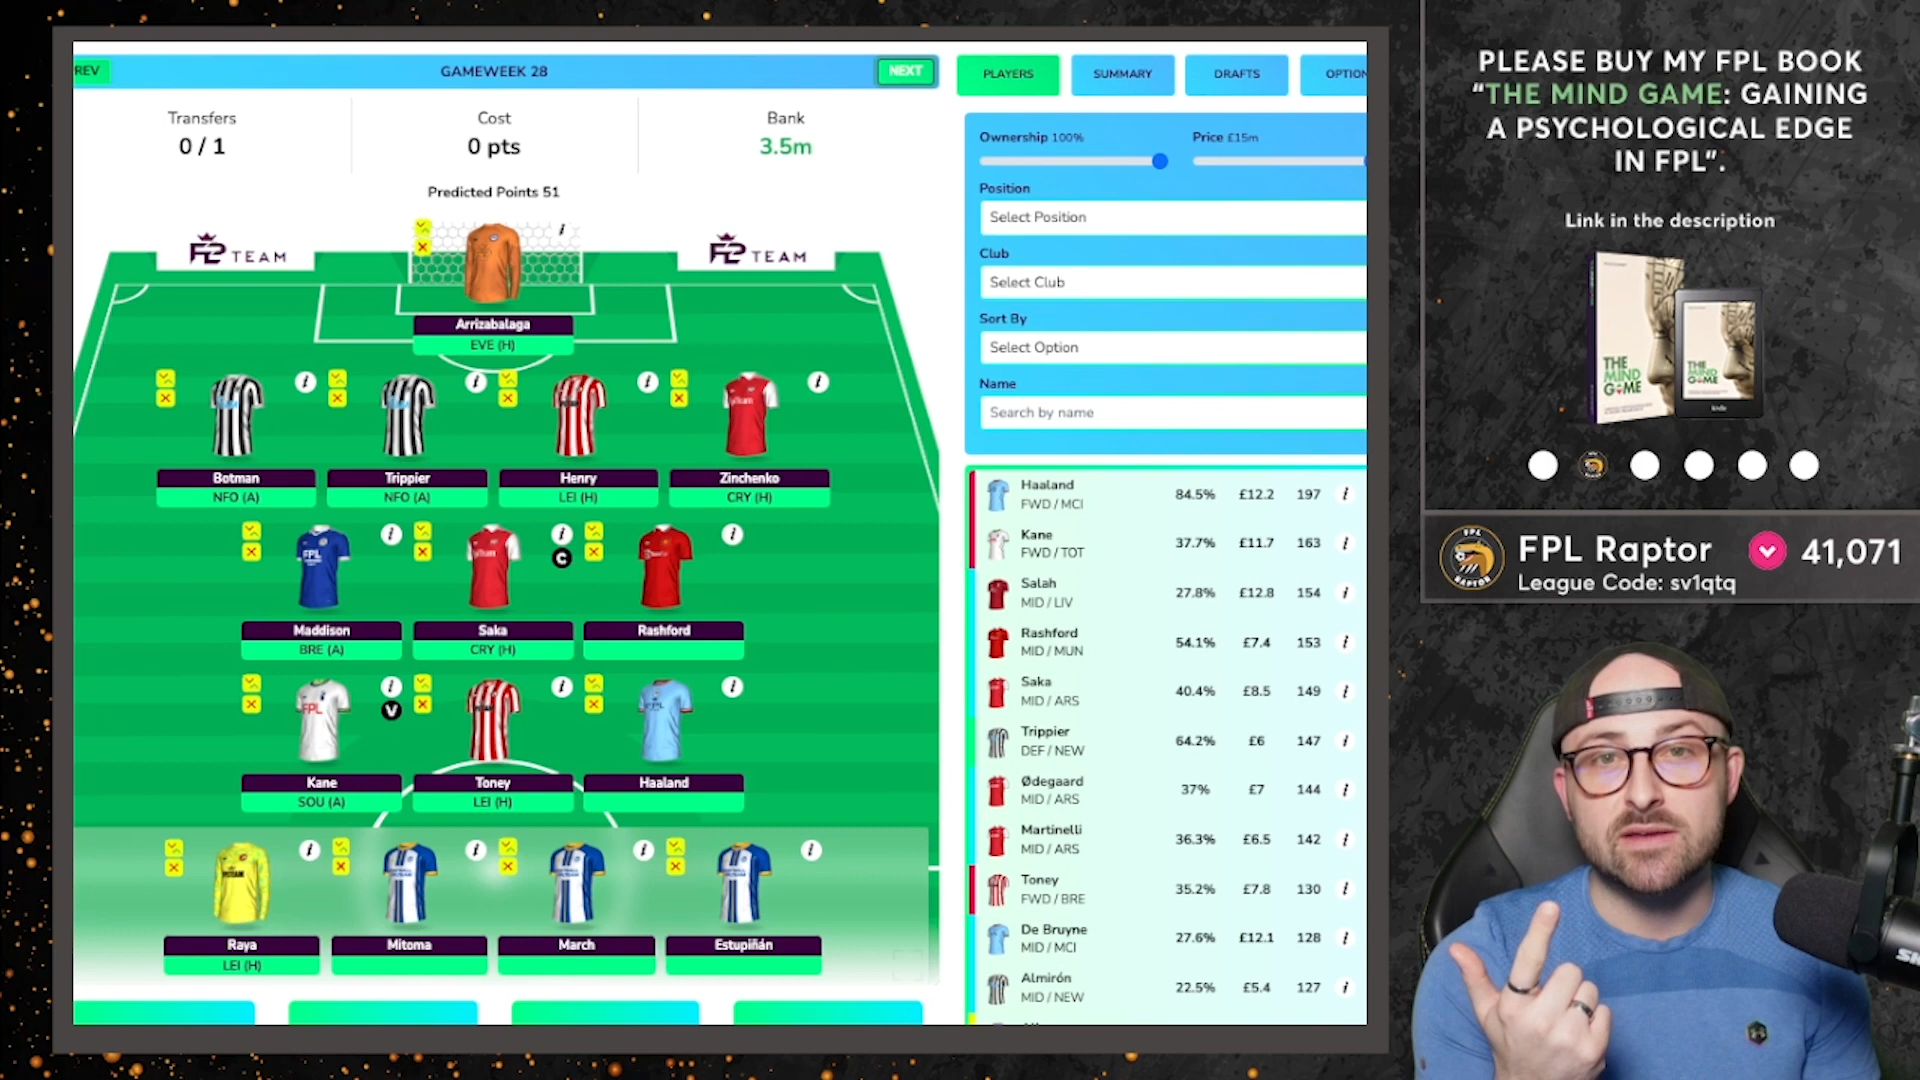 REV
GAMEWEEK 28
NEXT
Transfers
0 / 1
Cost
0 pts
Bank
3.5m
Predicted Points 51
TEAM
TEAM
Arrizabalaga
EVE (H)
Botman
NFO (A)
Trippier
NFO (A)
Henry
LEI (H)
Zinchenko
CRY (H)
FPL
C
Maddison
BRE (A)
Saka
CRY (H)
Rashford
FPL
V
Kane
SOU (A)
Toney
LEI (H)
Haaland
Raya
LEI (H)
Mitoma
March
Estupiñán
PLAYERS
SUMMARY
DRAFTS
OPTION
Ownership 100%
Price £15m
Position
Select Position
Club
Select Club
Sort By
Select Option
Name
Search by name
Haaland
FWD / MCI
84.5% £12.2 197 i
Kane
FWD / TOT
37.7% £11.7 163 i
Salah
MID / LIV
27.8% £12.8 154 i
Rashford
MID / MUN
54.1% £7.4 153 i
Saka
MID / ARS
40.4% £8.5 149 i
Trippier
DEF / NEW
64.2% £6 147 i
Ødegaard
MID / ARS
37% £7 144 i
Martinelli
MID / ARS
36.3% £6.5 142 i
Toney
FWD / BRE
35.2% £7.8 130 i
De Bruyne
MID / MCI
27.6% £12.1 128 i
Almirón
MID / NEW
22.5% £5.4 127 i
PLEASE BUY MY FPL BOOK
“THE MIND GAME: GAINING
A PSYCHOLOGICAL EDGE
IN FPL”.
Link in the description
THE
MIND
GAME
THE
MIND
GAME
kindle
FPL
RAPTOR
FPL Raptor
41,071
League Code: sv1qtq